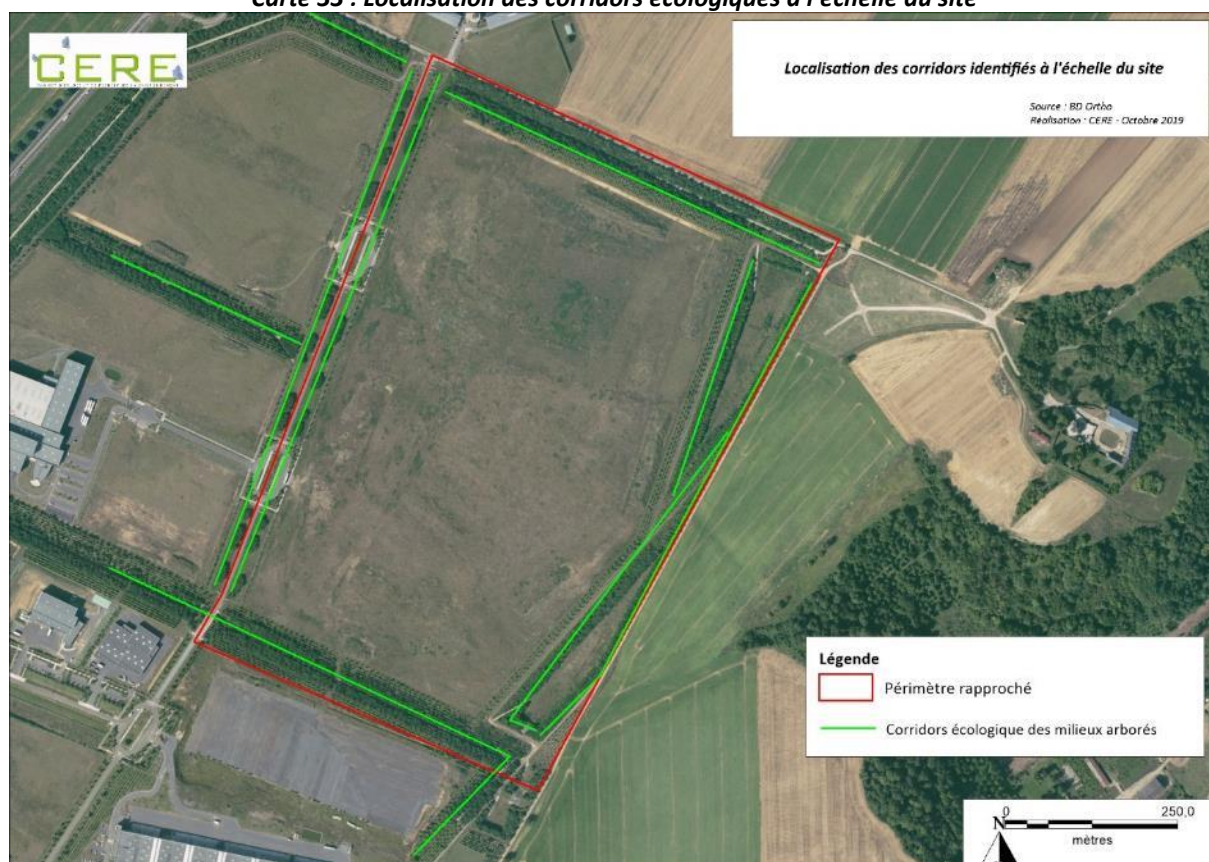 Carte 33 : Localisation des corridors écologiques à l'échelle du site
CERE
Localisation des corridors identifiés à l'échelle du site
Source : BD Ortho
Réalisation : CERE - Octobre 2019
Légende
Périmètre rapproché
Corridors écologique des milieux arborés
0 250,0
N
mètres